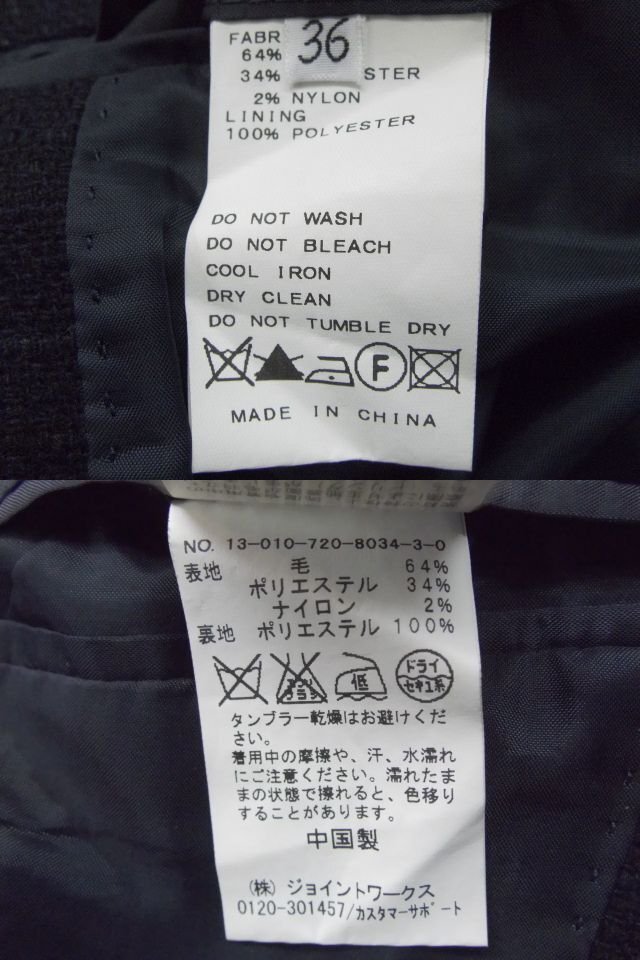 FABR
36
64%
34% STER
2% NYLON
LINING
100% POLYESTER
DO NOT WASH
DO NOT BLEACH
COOL IRON
DRY CLEAN
DO NOT TUMBLE DRY
F
MADE IN CHINA
NO. 13-010-720-8034-3-0
表地 毛 64%
ポリエステル 34%
ナイロン 2%
裏地 ポリエステル 100%
エンソ サラシ 低 ドライ セキユ系
タンブラー乾燥はお避けくだ
さい。
着用中の摩擦や、汗、水濡れ
にご注意ください。濡れたま
まの状態で擦れると、色移り
することがあります。
中国製
(株) ジョイントワークス
0120-301457/カスタマーサポート